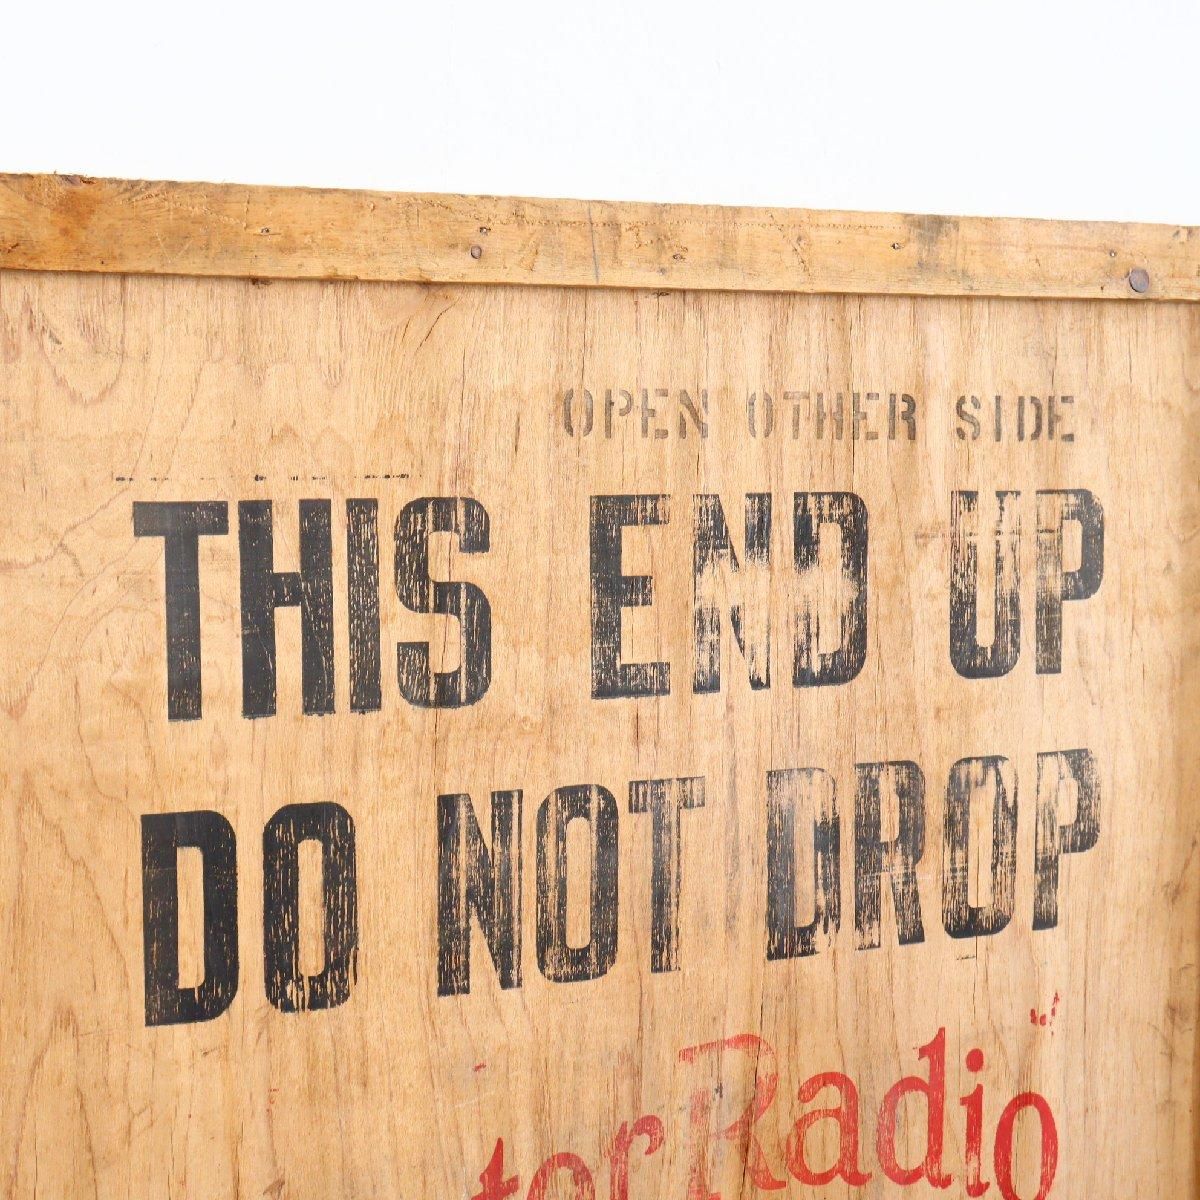 OPEN OTHER SIDE
THIS END UP
DO NOT DROP
Radio